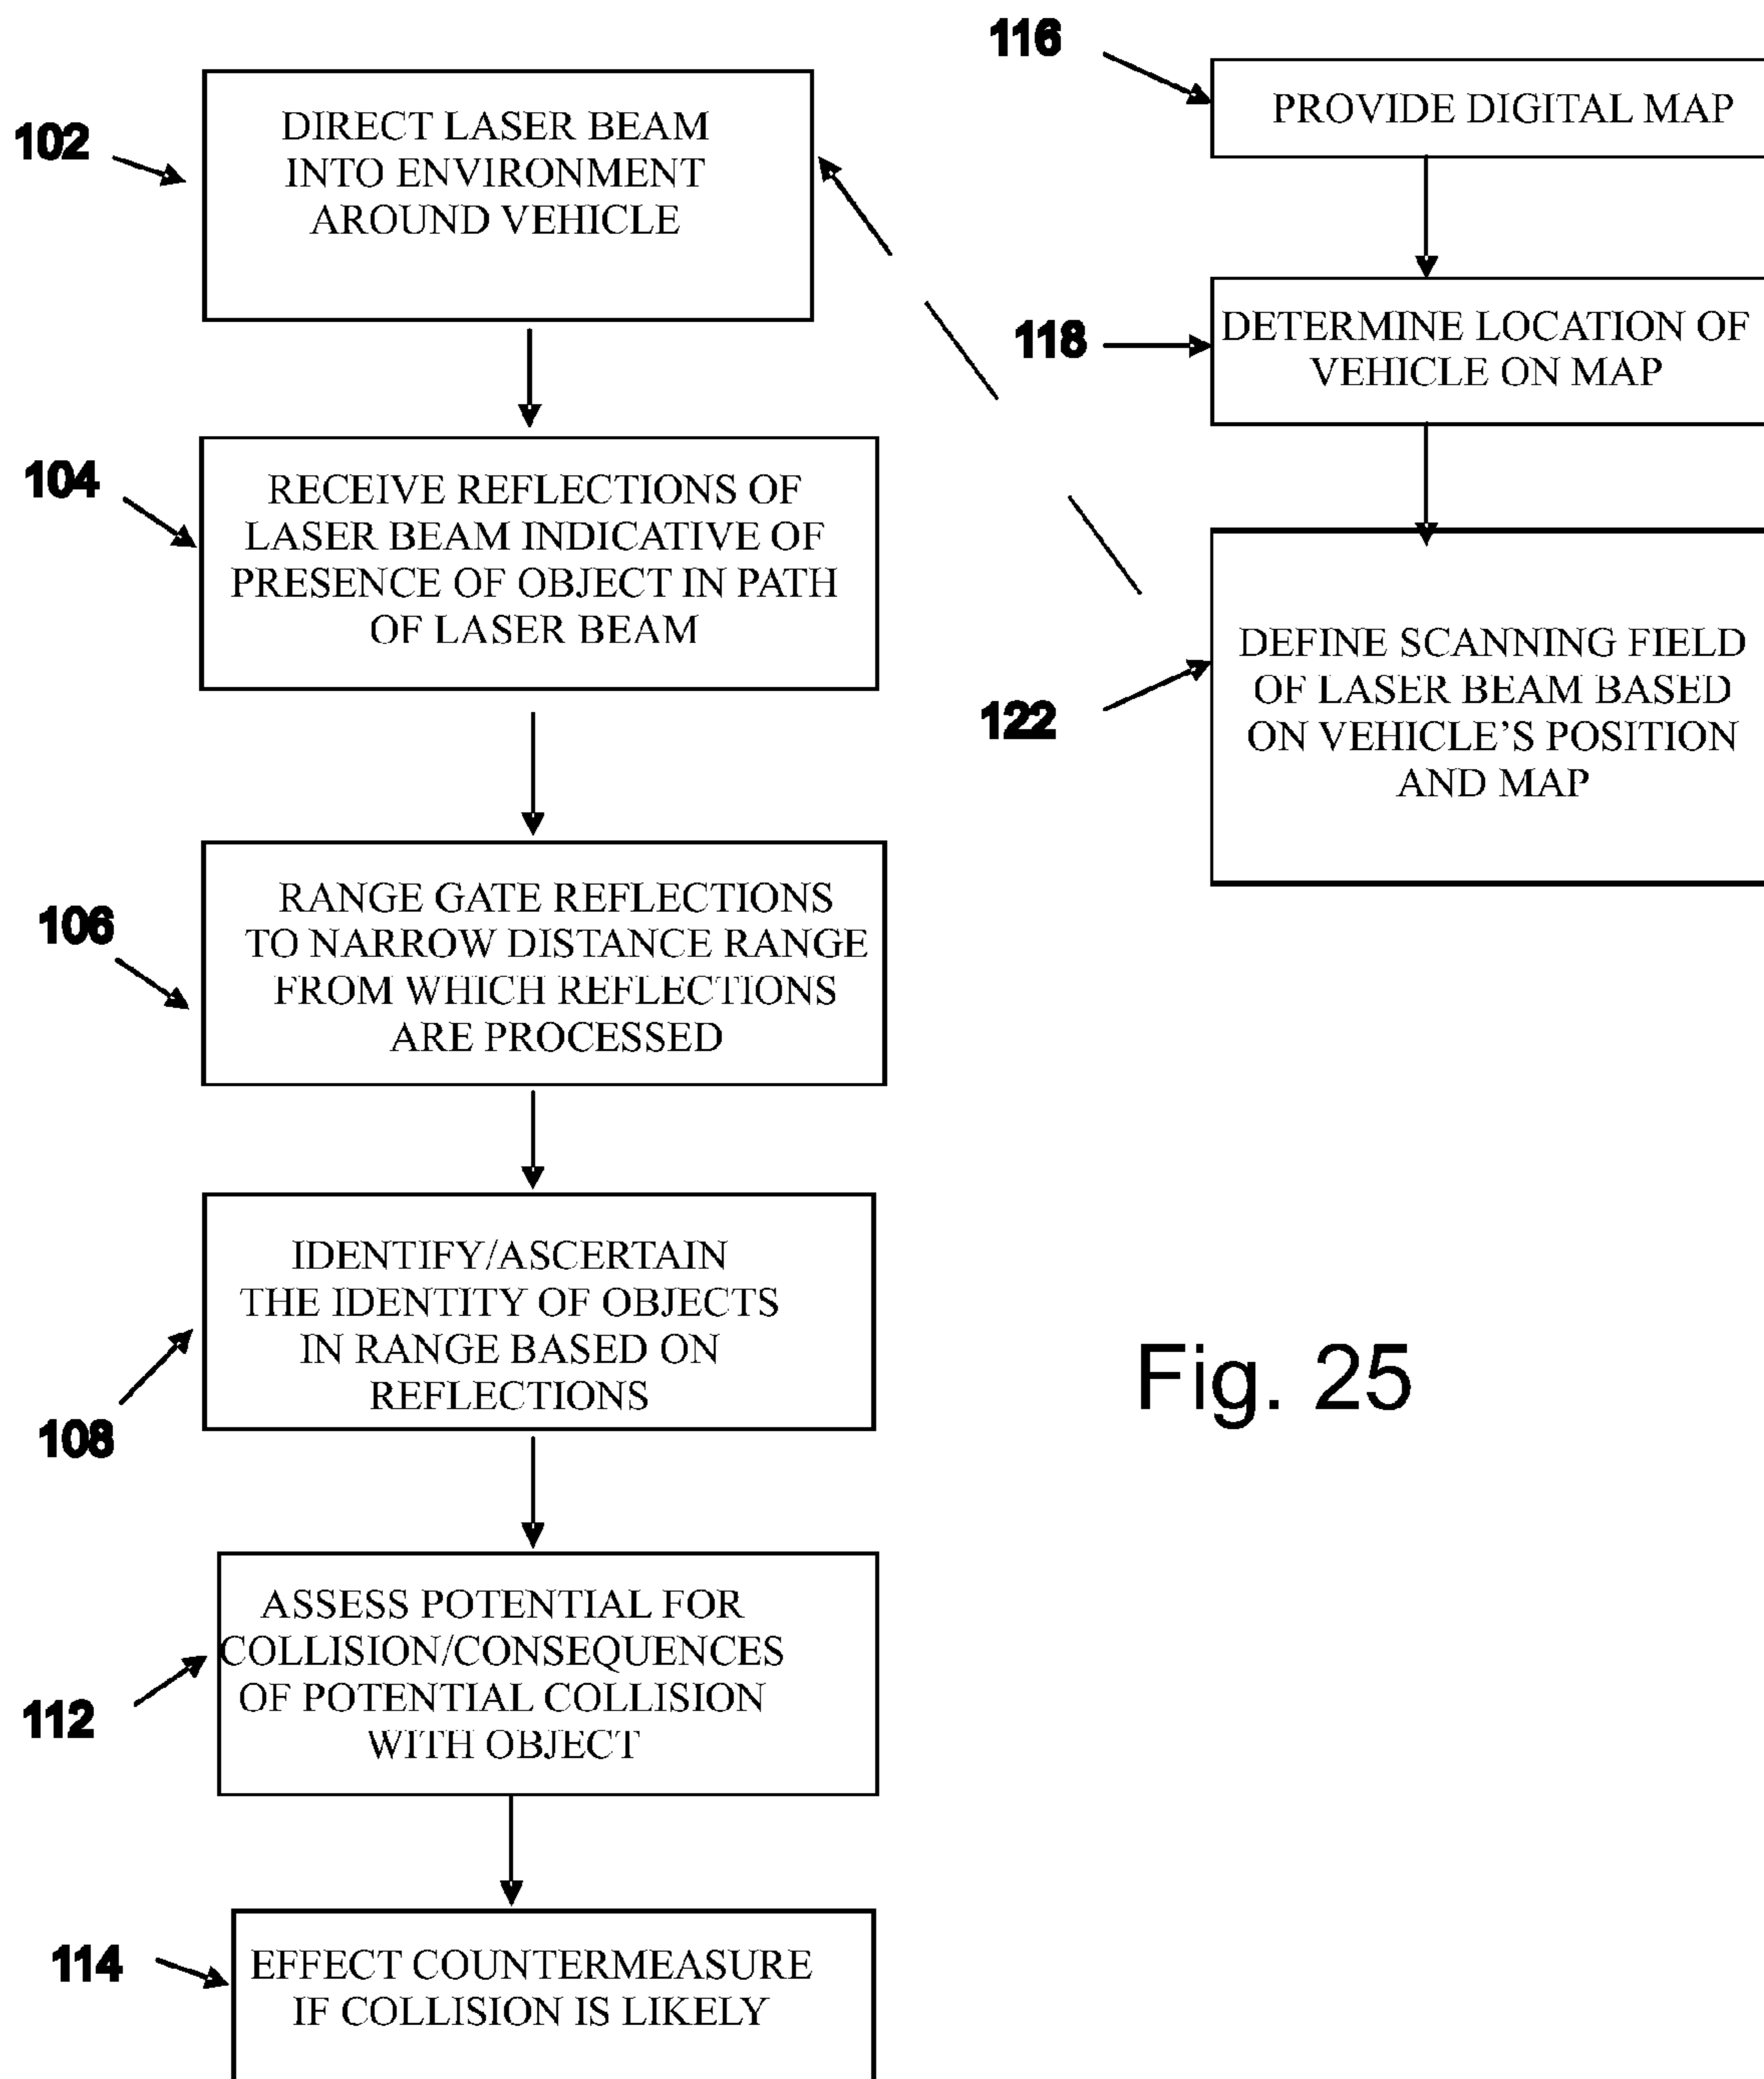 102
DIRECT LASER BEAM
INTO ENVIRONMENT
AROUND VEHICLE
104
RECEIVE REFLECTIONS OF
LASER BEAM INDICATIVE OF
PRESENCE OF OBJECT IN PATH
OF LASER BEAM
106
RANGE GATE REFLECTIONS
TO NARROW DISTANCE RANGE
FROM WHICH REFLECTIONS
ARE PROCESSED
108
IDENTIFY/ASCERTAIN
THE IDENTITY OF OBJECTS
IN RANGE BASED ON
REFLECTIONS
112
ASSESS POTENTIAL FOR
COLLISION/CONSEQUENCES
OF POTENTIAL COLLISION
WITH OBJECT
114
EFFECT COUNTERMEASURE
IF COLLISION IS LIKELY
116
PROVIDE DIGITAL MAP
118
DETERMINE LOCATION OF
VEHICLE ON MAP
122
DEFINE SCANNING FIELD
OF LASER BEAM BASED
ON VEHICLE'S POSITION
AND MAP
Fig. 25